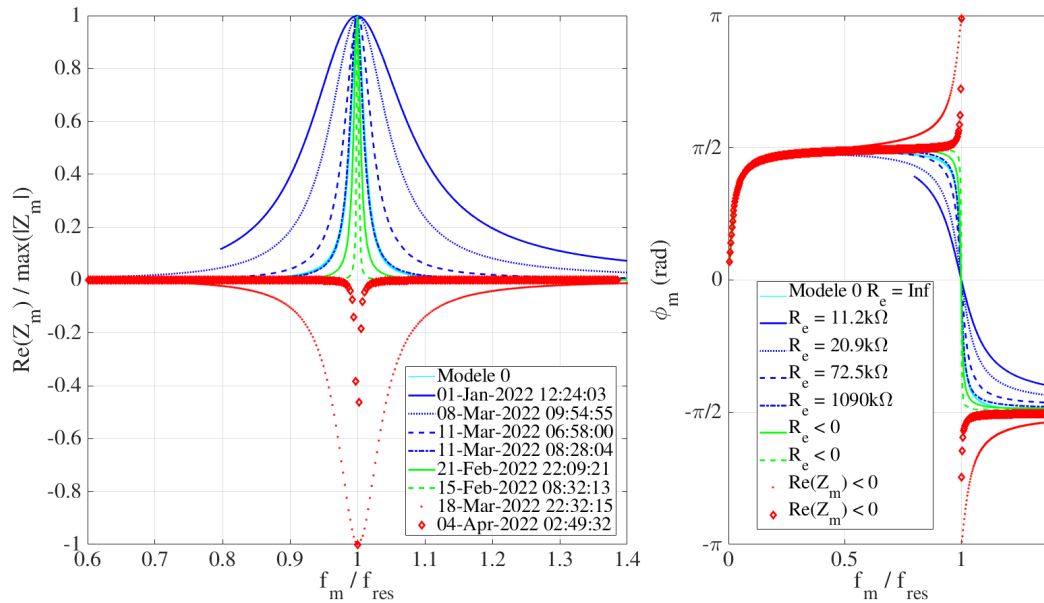 1
0.8
0.6
0.4
0.2
0
-0.2
-0.4
-0.6
-0.8
-1
Re(Z_m) / max(|Z_m|)
0.6 0.7 0.8 0.9 1 1.1 1.2 1.3 1.4
f_m / f_res
Modele 0
01-Jan-2022 12:24:03
08-Mar-2022 09:54:55
11-Mar-2022 06:58:00
11-Mar-2022 08:28:04
21-Feb-2022 22:09:21
15-Feb-2022 08:32:13
18-Mar-2022 22:32:15
04-Apr-2022 02:49:32
π
π/2
0
-π/2
-π
ϕ_m (rad)
0 0.5 1
f_m / f_res
Modele 0 R_e = Inf
R_e = 11.2kΩ
R_e = 20.9kΩ
R_e = 72.5kΩ
R_e = 1090kΩ
R_e < 0
R_e < 0
Re(Z_m) < 0
Re(Z_m) < 0